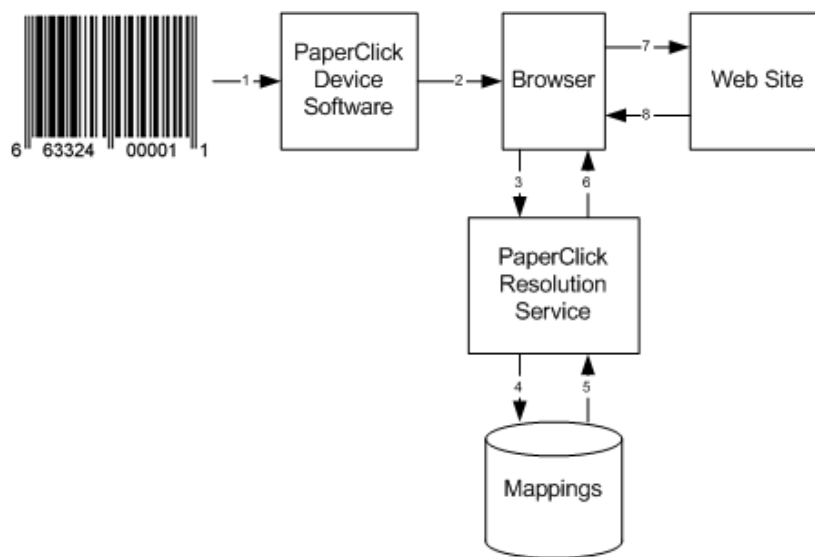 6 63324 00001 1
1
PaperClick
Device
Software
2
Browser
7
8
Web Site
3
6
PaperClick
Resolution
Service
4
5
Mappings